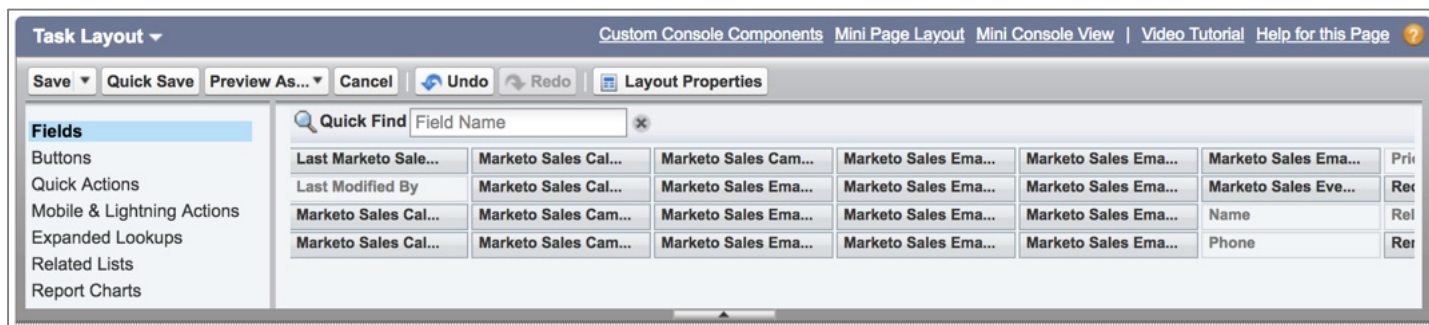 Task Layout Custom Console Components Mini Page Layout Mini Console View | Video Tutorial Help for this Page ?
Save Quick Save Preview As... Cancel Undo Redo Layout Properties
Fields
Buttons
Quick Actions
Mobile & Lightning Actions
Expanded Lookups
Related Lists
Report Charts
Quick Find Field Name
Last Marketo Sale... Marketo Sales Cal... Marketo Sales Cam... Marketo Sales Ema... Marketo Sales Ema... Marketo Sales Ema... Pri
Last Modified By Marketo Sales Cal... Marketo Sales Ema... Marketo Sales Ema... Marketo Sales Ema... Marketo Sales Eve... Rec
Marketo Sales Cal... Marketo Sales Cam... Marketo Sales Ema... Marketo Sales Ema... Marketo Sales Ema... Name Rel
Marketo Sales Cal... Marketo Sales Cam... Marketo Sales Ema... Marketo Sales Ema... Marketo Sales Ema... Phone Rer